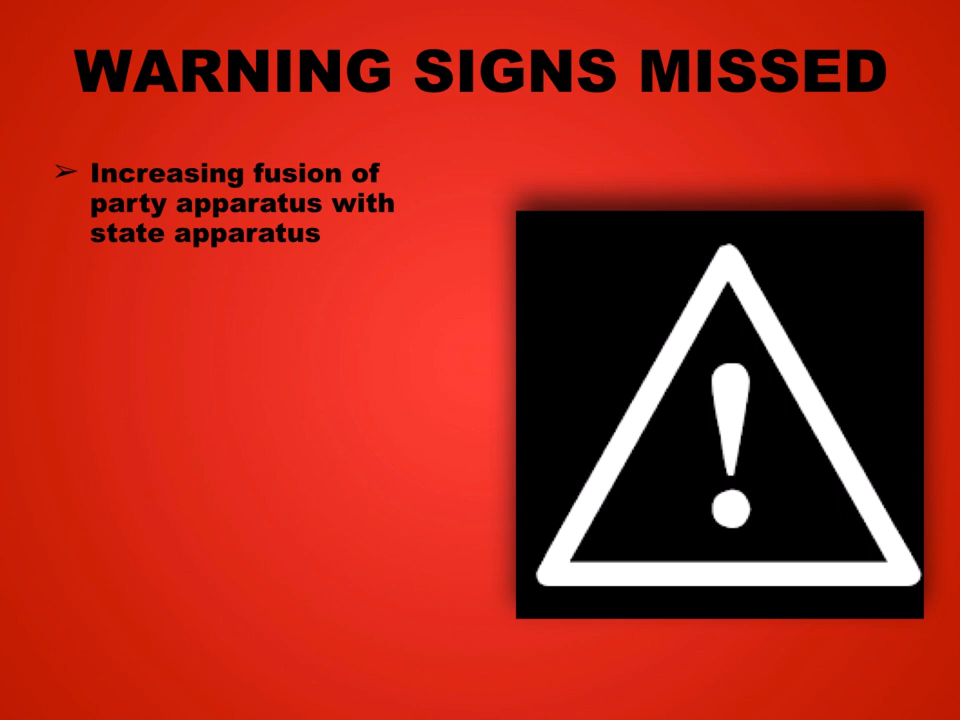 WARNING SIGNS MISSED
➢ Increasing fusion of
party apparatus with
state apparatus
!